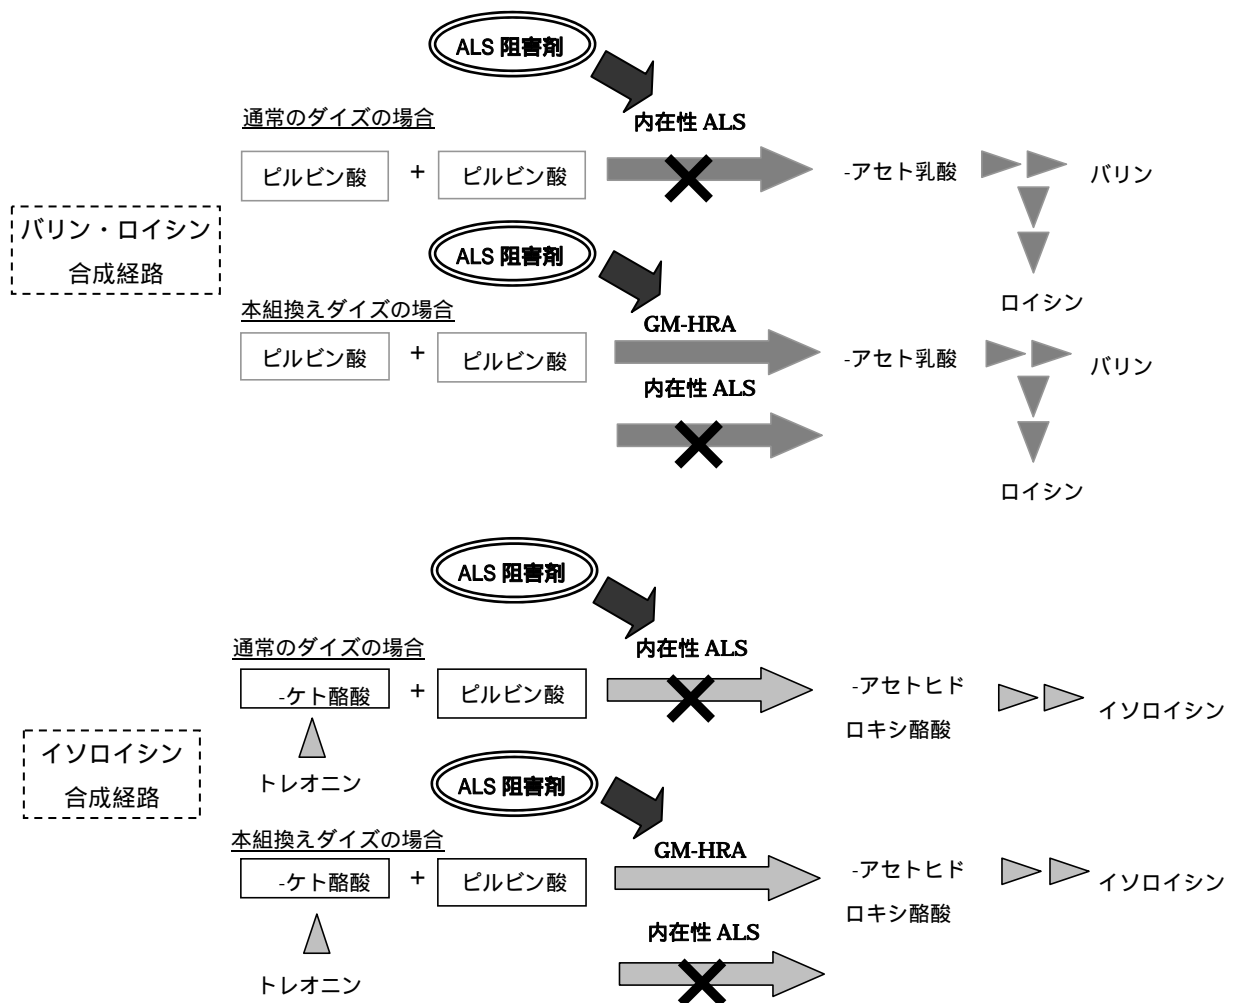 ALS 阻害剤
通常のダイズの場合
内在性 ALS
ピルビン酸 + ピルビン酸
-アセト乳酸
バリン
ロイシン
バリン・ロイシン
合成経路
ALS 阻害剤
本組換えダイズの場合
GM-HRA
ピルビン酸 + ピルビン酸
-アセト乳酸
バリン
内在性 ALS
ロイシン
ALS 阻害剤
通常のダイズの場合
内在性 ALS
-ケト酪酸 + ピルビン酸
-アセトヒド
ロキシ酪酸
イソロイシン
トレオニン
イソロイシン
合成経路
ALS 阻害剤
本組換えダイズの場合
GM-HRA
-ケト酪酸 + ピルビン酸
-アセトヒド
ロキシ酪酸
イソロイシン
内在性 ALS
トレオニン